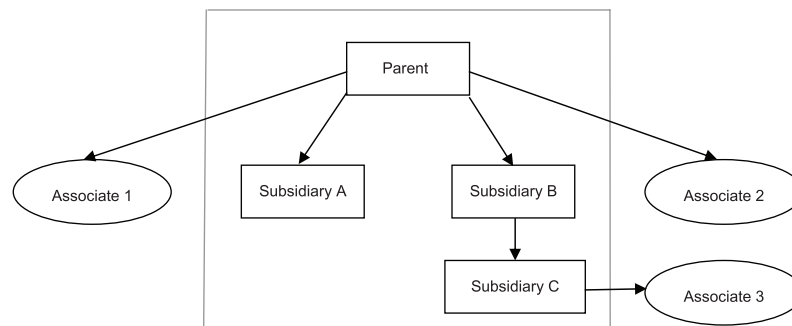 Parent
Associate 1
Subsidiary A
Subsidiary B
Associate 2
Subsidiary C
Associate 3